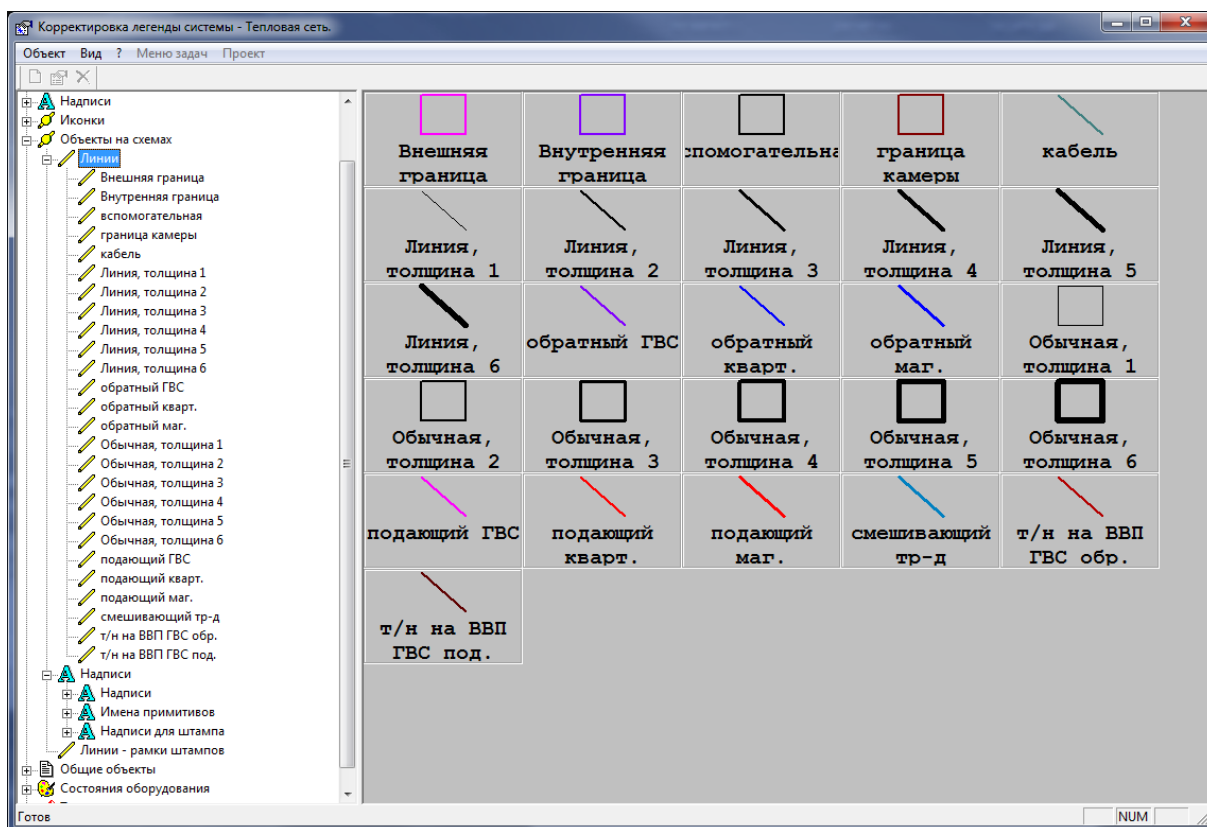 Корректировка легенды системы - Тепловая сеть.
Объект Вид ? Меню задач Проект
Надписи
Иконки
Объекты на схемах
Линии
Внешняя граница
Внутренняя граница
вспомогательная
граница камеры
кабель
Линия, толщина 1
Линия, толщина 2
Линия, толщина 3
Линия, толщина 4
Линия, толщина 5
Линия, толщина 6
обратный ГВС
обратный кварт.
обратный маг.
Обычная, толщина 1
Обычная, толщина 2
Обычная, толщина 3
Обычная, толщина 4
Обычная, толщина 5
Обычная, толщина 6
подающий ГВС
подающий кварт.
подающий маг.
смешивающий тр-д
т/н на ВВП ГВС обр.
т/н на ВВП ГВС под.
Надписи
Надписи
Имена примитивов
Надписи для штампа
Линии - рамки штампов
Общие объекты
Состояния оборудования
Внешняя
граница
Внутренняя
граница
спомогательна
граница
камеры
кабель
Линия,
толщина 1
Линия,
толщина 2
Линия,
толщина 3
Линия,
толщина 4
Линия,
толщина 5
Линия,
толщина 6
обратный ГВС
обратный
кварт.
обратный
маг.
Обычная,
толщина 1
Обычная,
толщина 2
Обычная,
толщина 3
Обычная,
толщина 4
Обычная,
толщина 5
Обычная,
толщина 6
подающий ГВС
подающий
кварт.
подающий
маг.
смешивающий
тр-д
т/н на ВВП
ГВС обр.
т/н на ВВП
ГВС под.
Готов
NUM